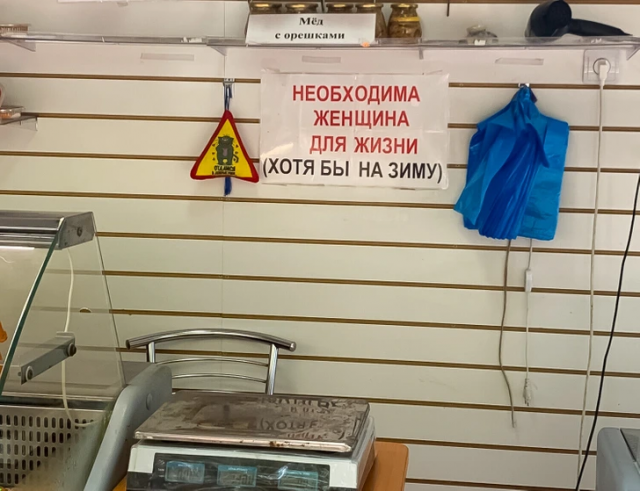 Мёд
с орешками
НЕОБХОДИМА
ЖЕНЩИНА
ДЛЯ ЖИЗНИ
(ХОТЯ БЫ НА ЗИМУ)